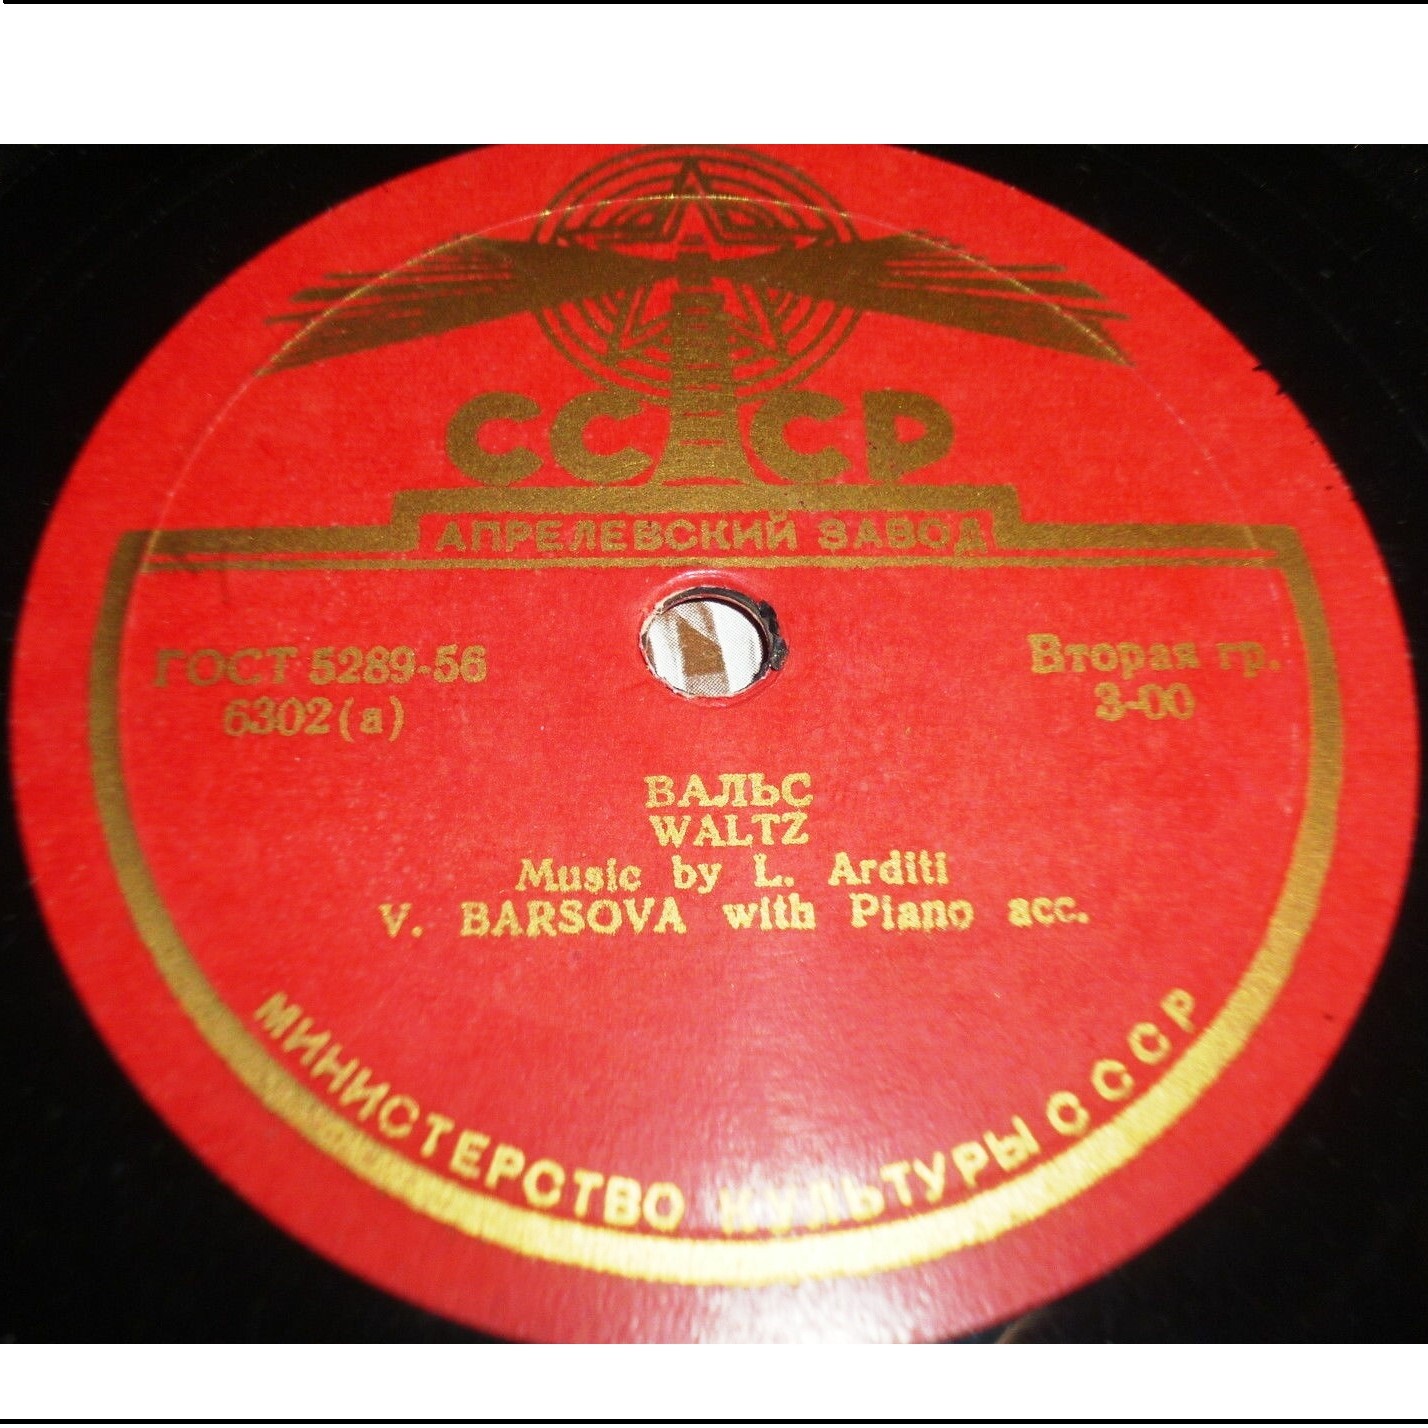 СССР
АПРЕЛЕВСКИЙ ЗАВОД
ГОСТ 5289-56
6302(а)
Вторая гр.
3-00
ВАЛЬС
WALTZ
Music by L. Arditi
V. BARSOVA with Piano acc.
МИНИСТЕРСТВО КУЛЬТУРЫ СССР